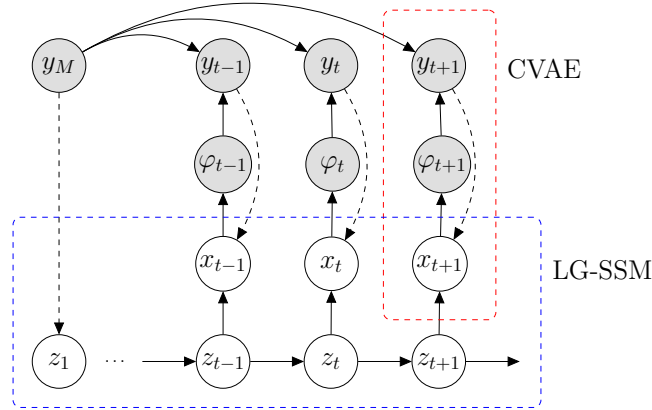 y_M y_{t-1} y_t y_{t+1} CVAE
φ_{t-1} φ_t φ_{t+1}
x_{t-1} x_t x_{t+1} LG-SSM
z_1 ... z_{t-1} z_t z_{t+1}